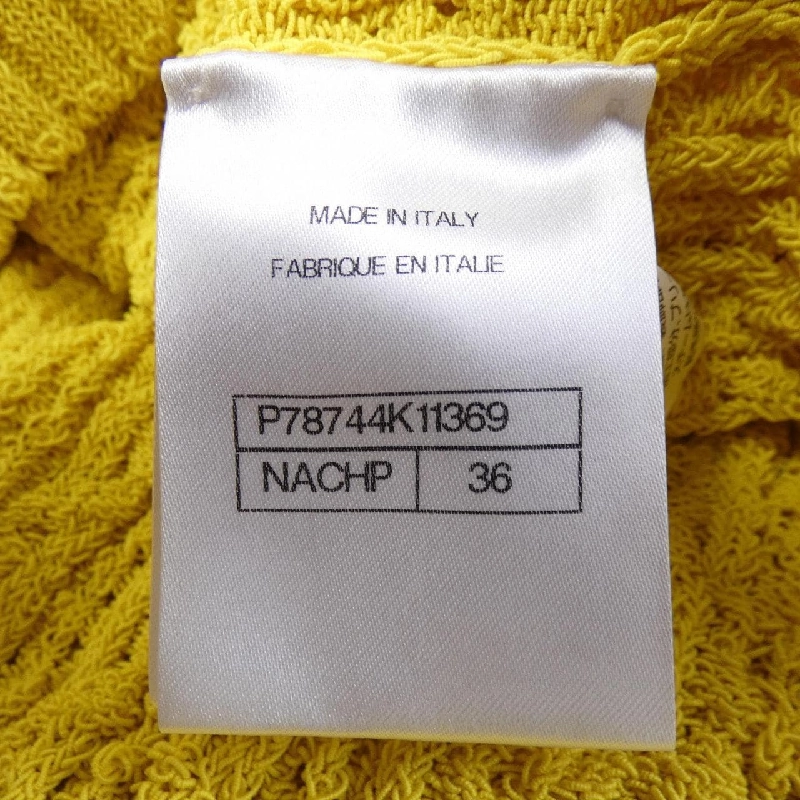 MADE IN ITALY
FABRIQUE EN ITALIE
P78744K11369
NACHP 36